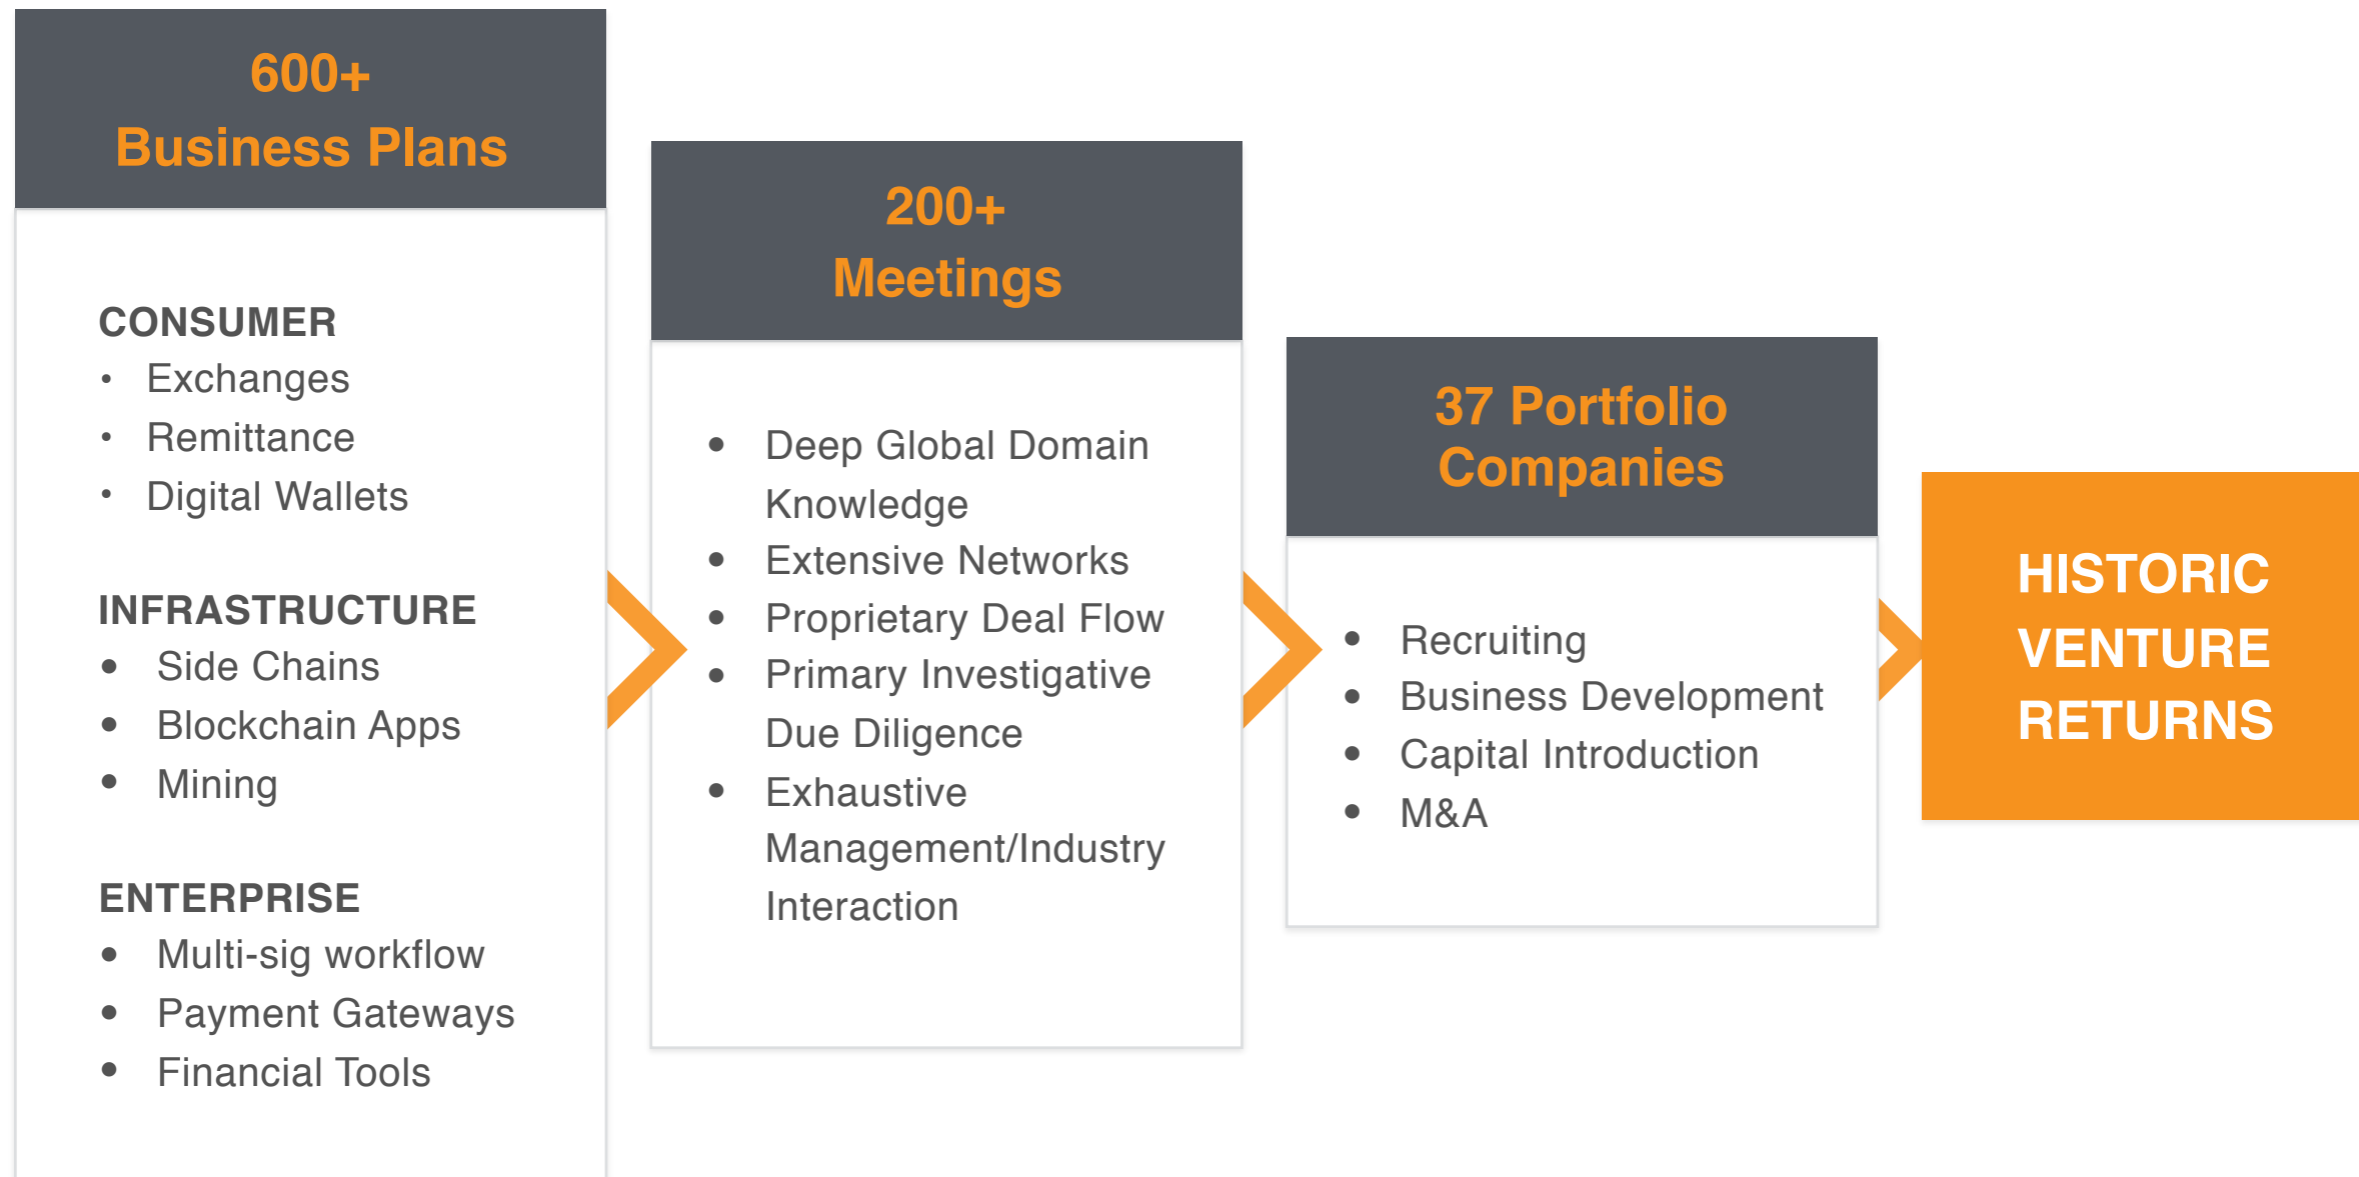 600+
Business Plans
CONSUMER
• Exchanges
• Remittance
• Digital Wallets
INFRASTRUCTURE
• Side Chains
• Blockchain Apps
• Mining
ENTERPRISE
• Multi-sig workflow
• Payment Gateways
• Financial Tools
200+
Meetings
• Deep Global Domain
Knowledge
• Extensive Networks
• Proprietary Deal Flow
• Primary Investigative
Due Diligence
• Exhaustive
Management/Industry
Interaction
37 Portfolio
Companies
• Recruiting
• Business Development
• Capital Introduction
• M&A
HISTORIC
VENTURE
RETURNS